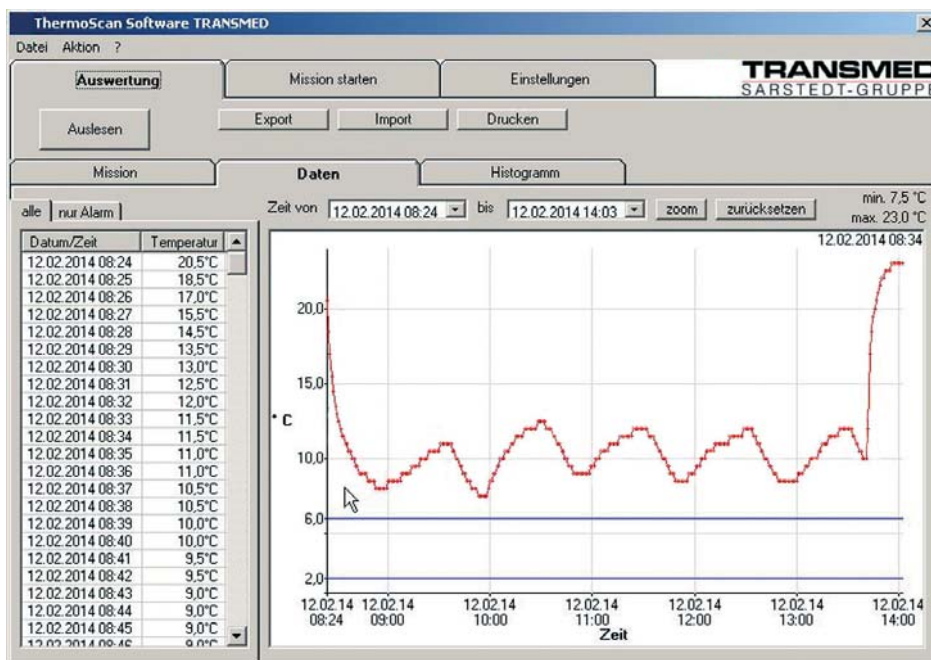 ThermoScan Software TRANSMED
Datei Aktion ?
Auswertung Mission starten Einstellungen
TRANSMED
SARSTEDT-GRUPPE
Auslesen Export Import Drucken
Mission Daten Histogramm
alle nur Alarm
Zeit von 12.02.2014 08:24 bis 12.02.2014 14:03 zoom zurücksetzen
min. 7,5 °C
max. 23,0 °C
Datum/Zeit Temperatur
12.02.2014 08:24 20,5°C
12.02.2014 08:25 18,5°C
12.02.2014 08:26 17,0°C
12.02.2014 08:27 15,5°C
12.02.2014 08:28 14,5°C
12.02.2014 08:29 13,5°C
12.02.2014 08:30 13,0°C
12.02.2014 08:31 12,5°C
12.02.2014 08:32 12,0°C
12.02.2014 08:33 11,5°C
12.02.2014 08:34 11,5°C
12.02.2014 08:35 11,0°C
12.02.2014 08:36 11,0°C
12.02.2014 08:37 10,5°C
12.02.2014 08:38 10,5°C
12.02.2014 08:39 10,0°C
12.02.2014 08:40 10,0°C
12.02.2014 08:41 9,5°C
12.02.2014 08:42 9,5°C
12.02.2014 08:43 9,0°C
12.02.2014 08:44 9,0°C
12.02.2014 08:45 9,0°C
12.02.2014 08:46 9,0°C
12.02.2014 08:34
20,0
15,0
° C
10,0
6,0
2,0
12.02.14 12.02.14 12.02.14 12.02.14 12.02.14 12.02.14 12.02.14
08:24 09:00 10:00 11:00 12:00 13:00 14:00
Zeit